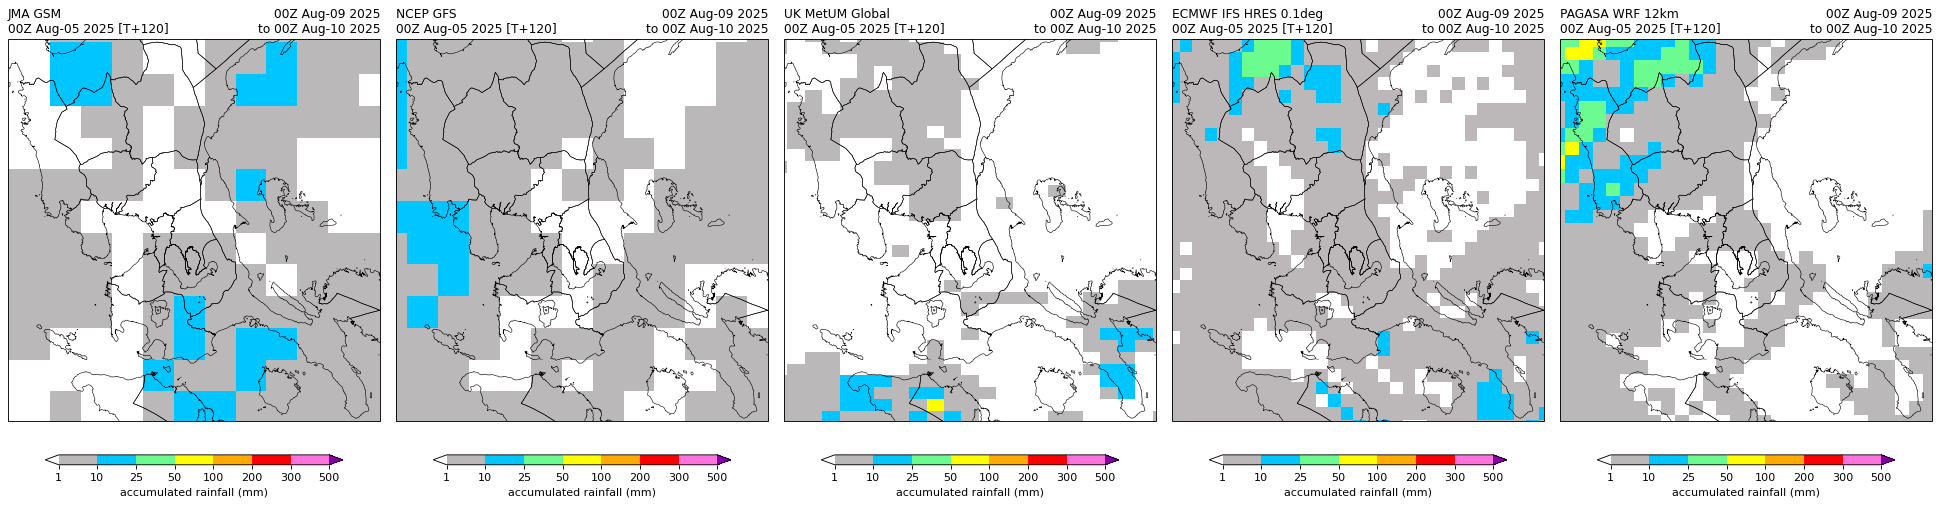 JMA GSM 00Z Aug-09 2025
00Z Aug-05 2025 [T+120] to 00Z Aug-10 2025
1 10 25 50 100 200 300 500
accumulated rainfall (mm)
NCEP GFS 00Z Aug-09 2025
00Z Aug-05 2025 [T+120] to 00Z Aug-10 2025
1 10 25 50 100 200 300 500
accumulated rainfall (mm)
UK MetUM Global 00Z Aug-09 2025
00Z Aug-05 2025 [T+120] to 00Z Aug-10 2025
1 10 25 50 100 200 300 500
accumulated rainfall (mm)
ECMWF IFS HRES 0.1deg 00Z Aug-09 2025
00Z Aug-05 2025 [T+120] to 00Z Aug-10 2025
1 10 25 50 100 200 300 500
accumulated rainfall (mm)
PAGASA WRF 12km 00Z Aug-09 2025
00Z Aug-05 2025 [T+120] to 00Z Aug-10 2025
1 10 25 50 100 200 300 500
accumulated rainfall (mm)